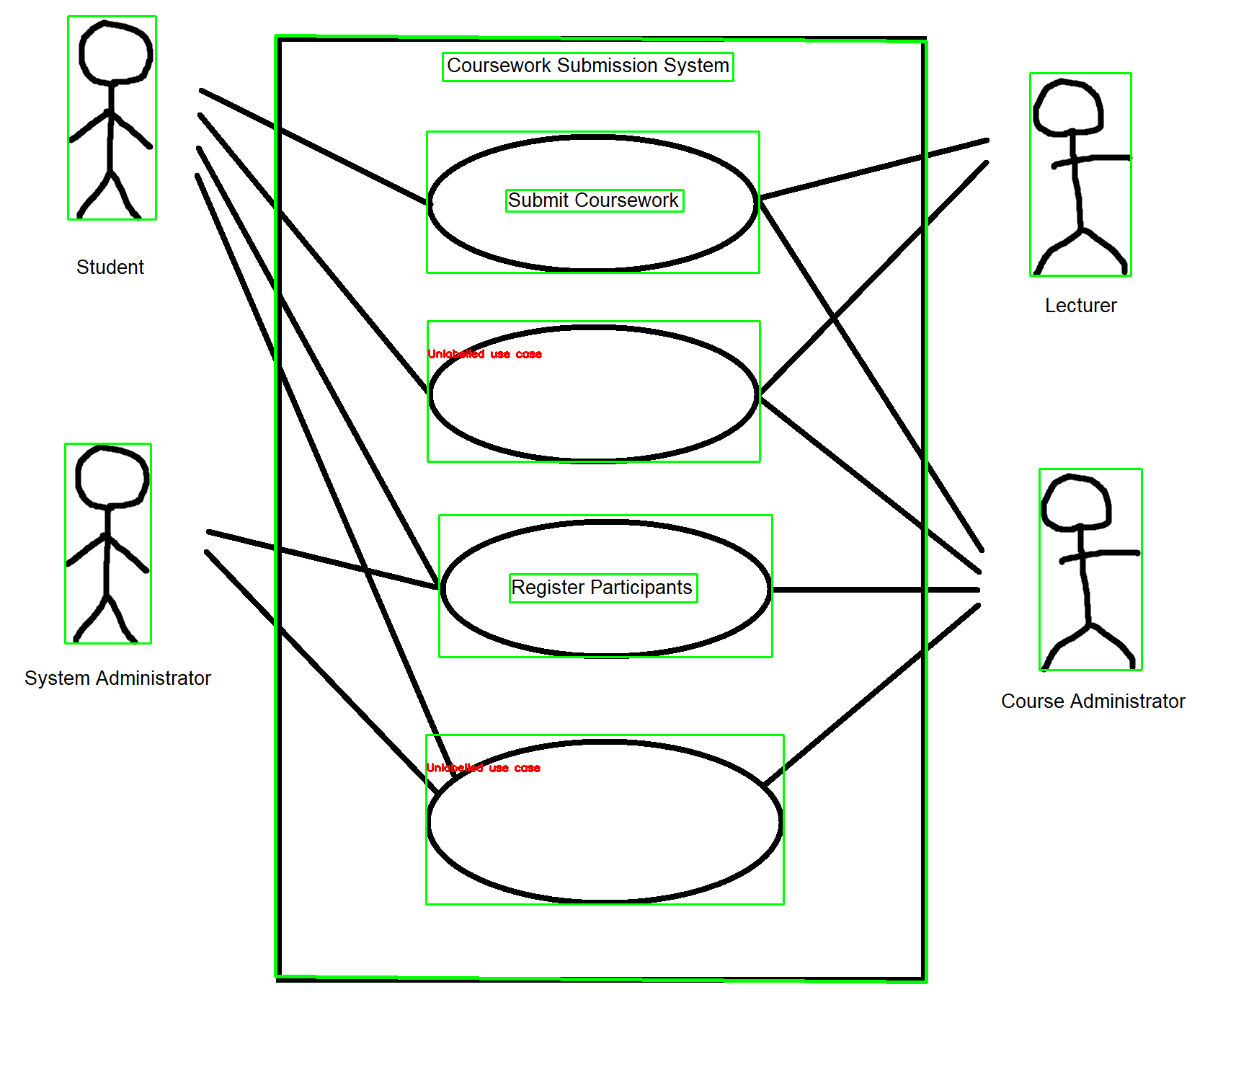 Coursework Submission System
Submit Coursework
Student
Lecturer
Unlabelled use case
Register Participants
System Administrator
Course Administrator
Unlabelled use case